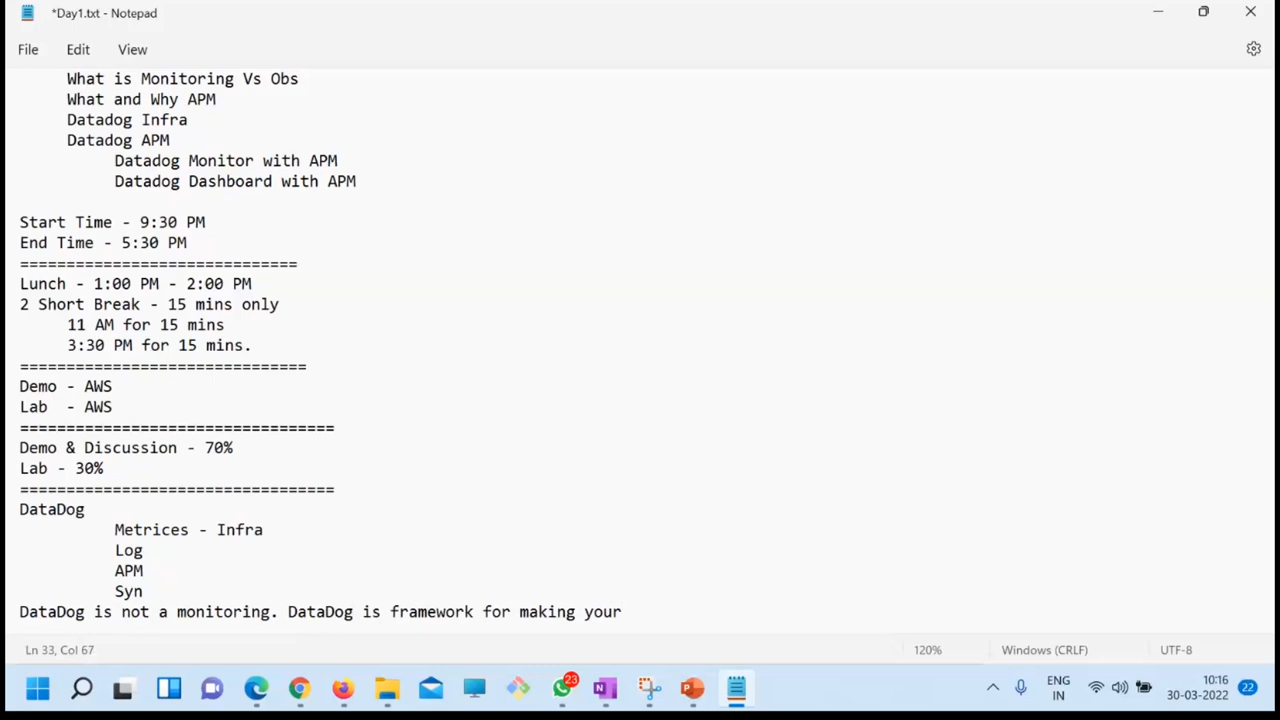 *Day1.txt - Notepad
File Edit View
What is Monitoring Vs Obs
What and Why APM
Datadog Infra
Datadog APM
Datadog Monitor with APM
Datadog Dashboard with APM
Start Time - 9:30 PM
End Time - 5:30 PM
==============================
Lunch - 1:00 PM - 2:00 PM
2 Short Break - 15 mins only
11 AM for 15 mins
3:30 PM for 15 mins.
===============================
Demo - AWS
Lab  - AWS
==================================
Demo & Discussion - 70%
Lab - 30%
==================================
DataDog
Metrices - Infra
Log
APM
Syn
DataDog is not a monitoring. DataDog is framework for making your
Ln 33, Col 67 120% Windows (CRLF) UTF-8
23
ENG
IN
10:16
30-03-2022
22